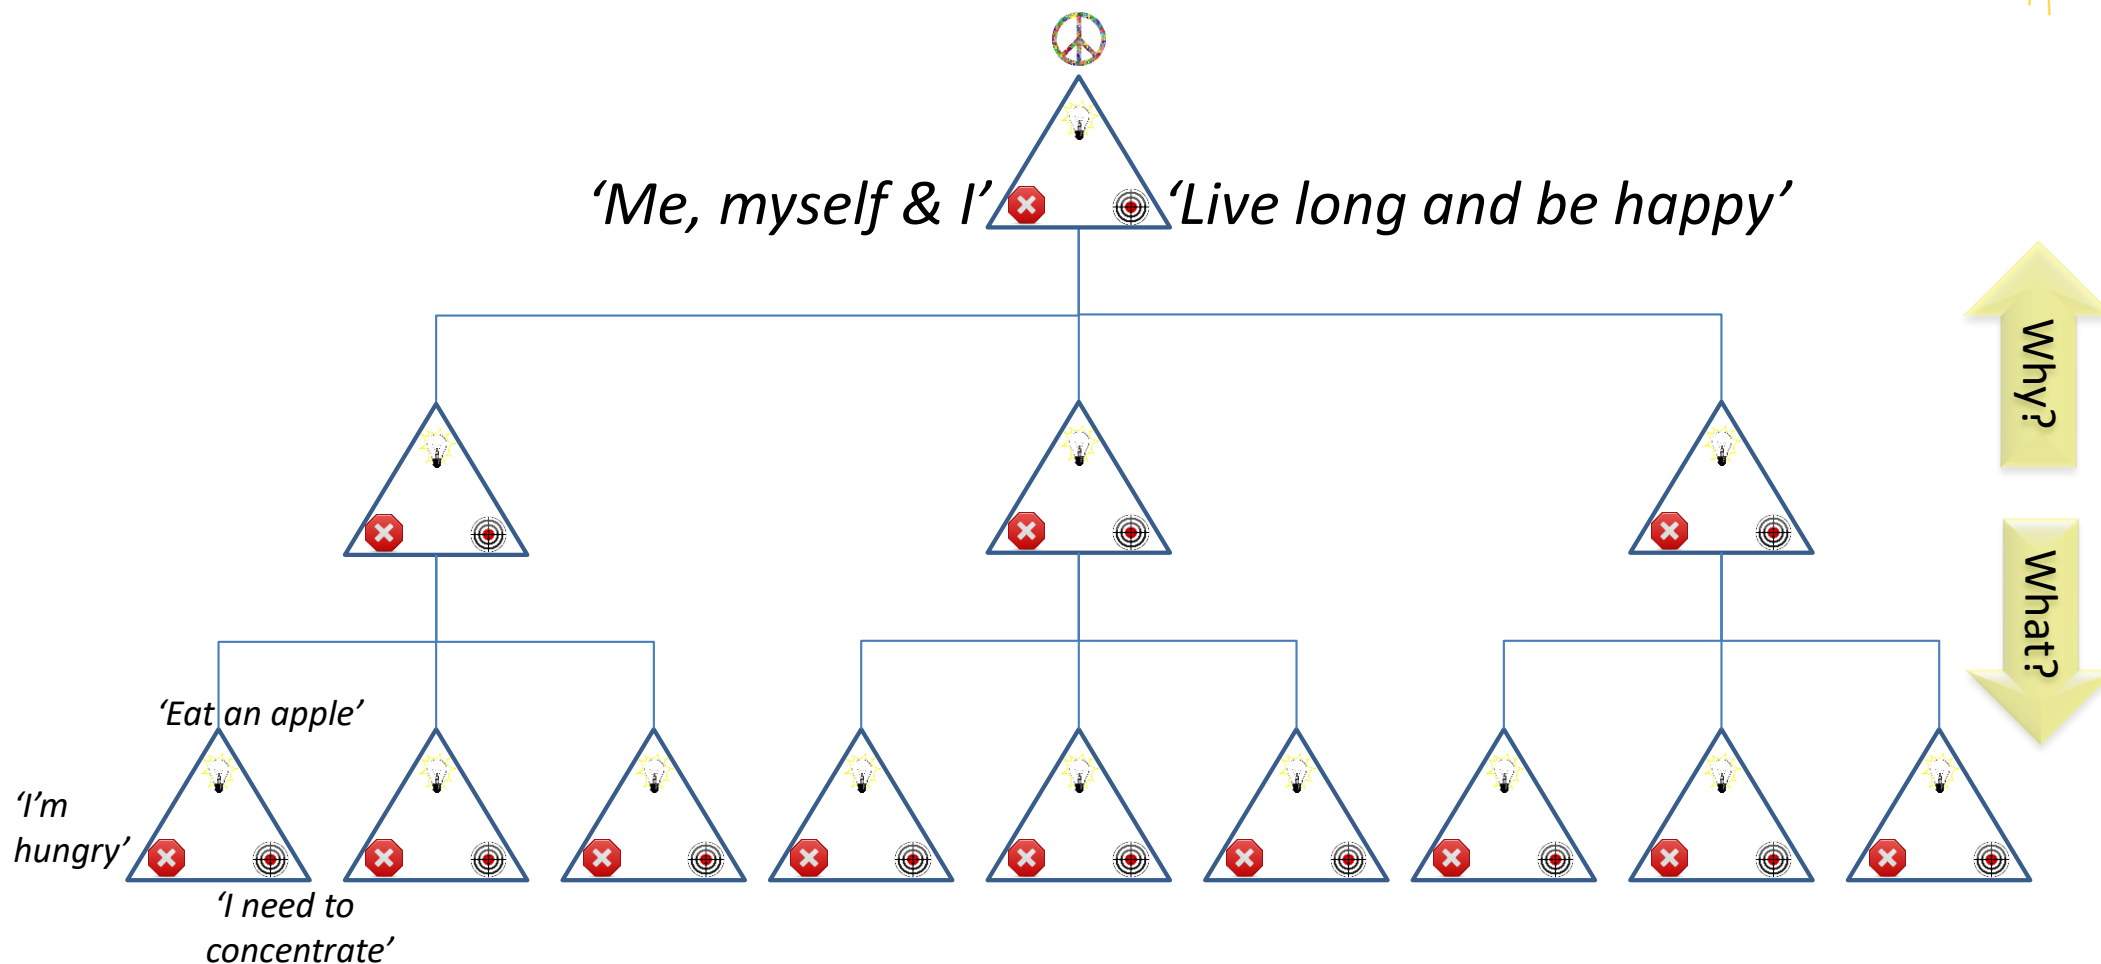 ‘Me, myself & I’
‘Live long and be happy’
Why?
What?
‘Eat an apple’
‘I’m
hungry’
‘I need to
concentrate’